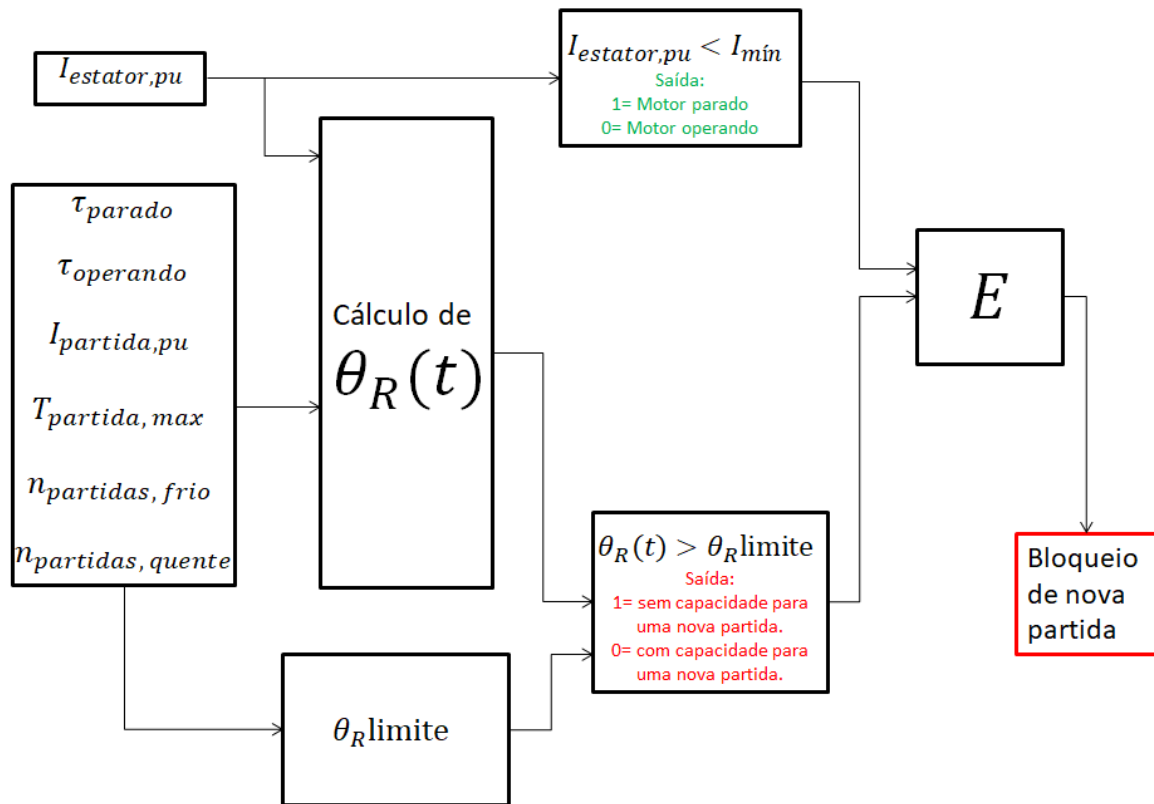 I_estator,pu
I_estator,pu < I_mín
Saída:
1= Motor parado
0= Motor operando
τ_parado
τ_operando
I_partida,pu
T_partida, max
n_partidas, frio
n_partidas, quente
Cálculo de
θ_R(t)
E
θ_R(t) > θ_R limite
Saída:
1= sem capacidade para
uma nova partida.
0= com capacidade para
uma nova partida.
Bloqueio
de nova
partida
θ_R limite